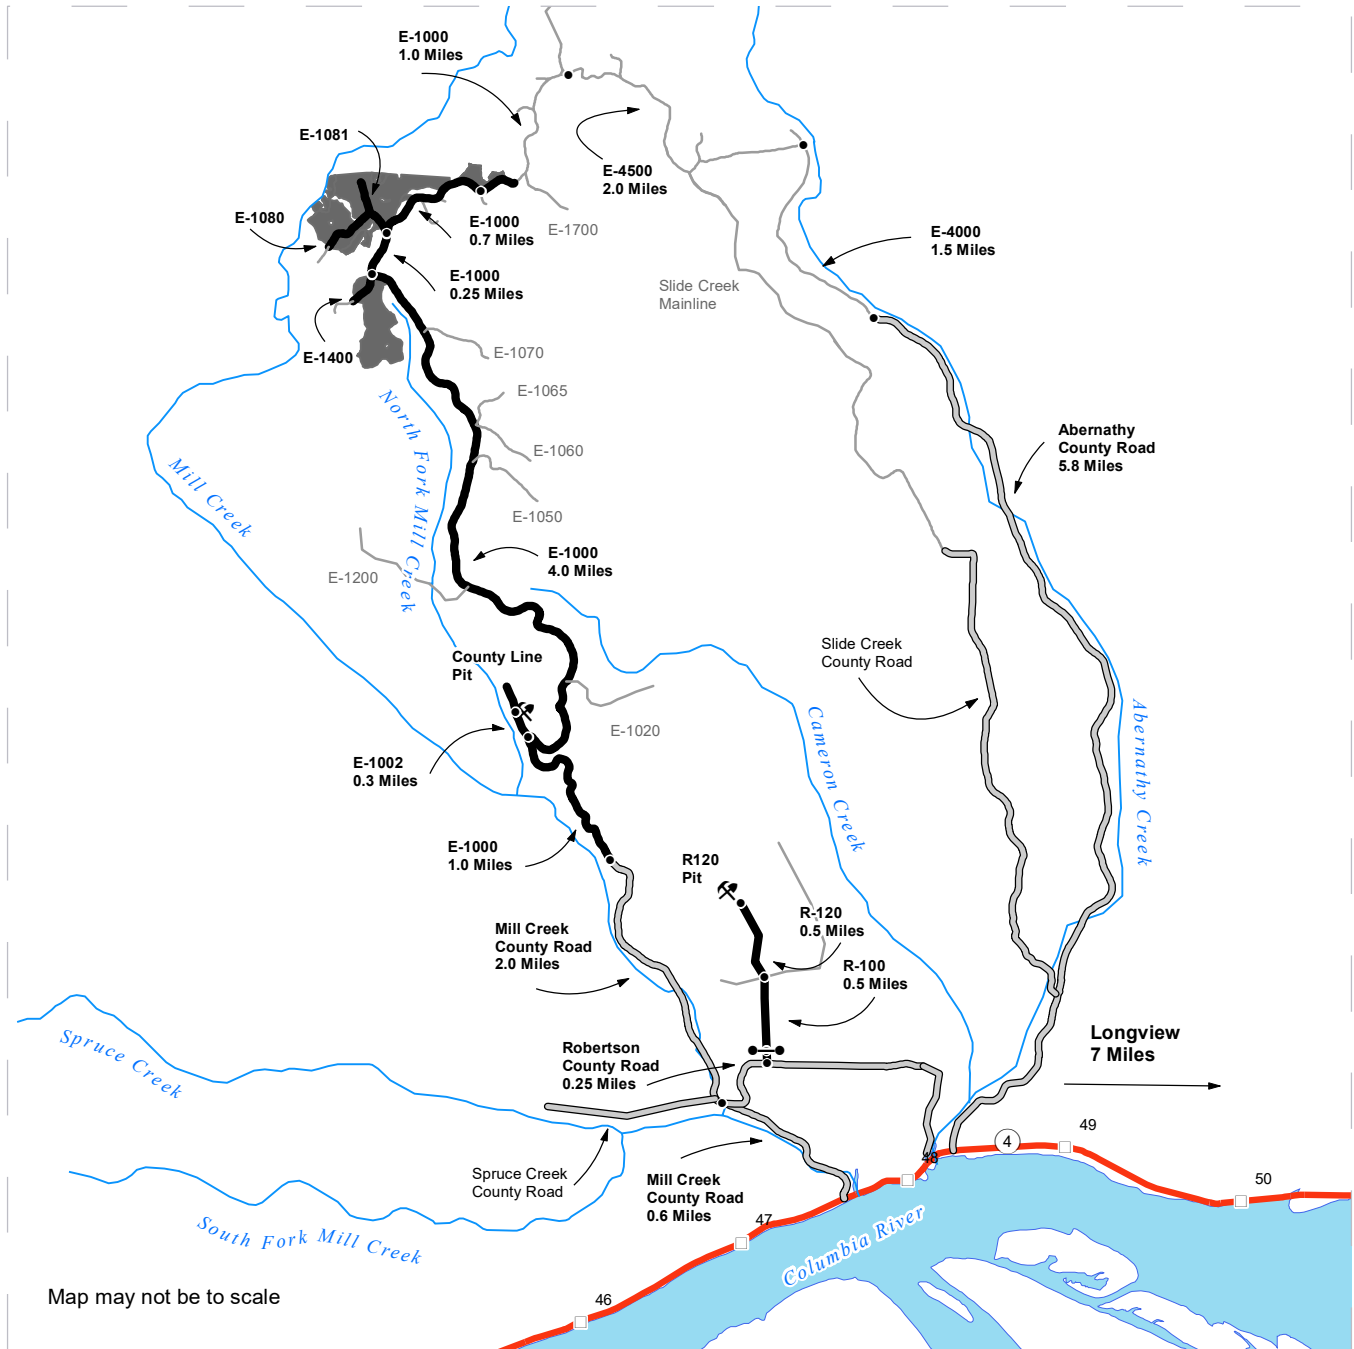 E-1000
1.0 Miles
E-1081
E-4500
2.0 Miles
E-1080
E-1000
0.7 Miles
E-1700
E-4000
1.5 Miles
E-1000
0.25 Miles
Slide Creek
Mainline
E-1400
E-1070
E-1065
North Fork Mill Creek
Abernathy
County Road
5.8 Miles
E-1060
Mill Creek
E-1050
E-1000
4.0 Miles
E-1200
Slide Creek
County Road
County Line
Pit
E-1020
Cameron Creek
Abernathy Creek
E-1002
0.3 Miles
E-1000
1.0 Miles
R120
Pit
R-120
0.5 Miles
Mill Creek
County Road
2.0 Miles
R-100
0.5 Miles
Spruce Creek
Robertson
County Road
0.25 Miles
Longview
7 Miles
4
49
48
Spruce Creek
County Road
Mill Creek
County Road
0.6 Miles
50
47
South Fork Mill Creek
Columbia River
46
Map may not be to scale